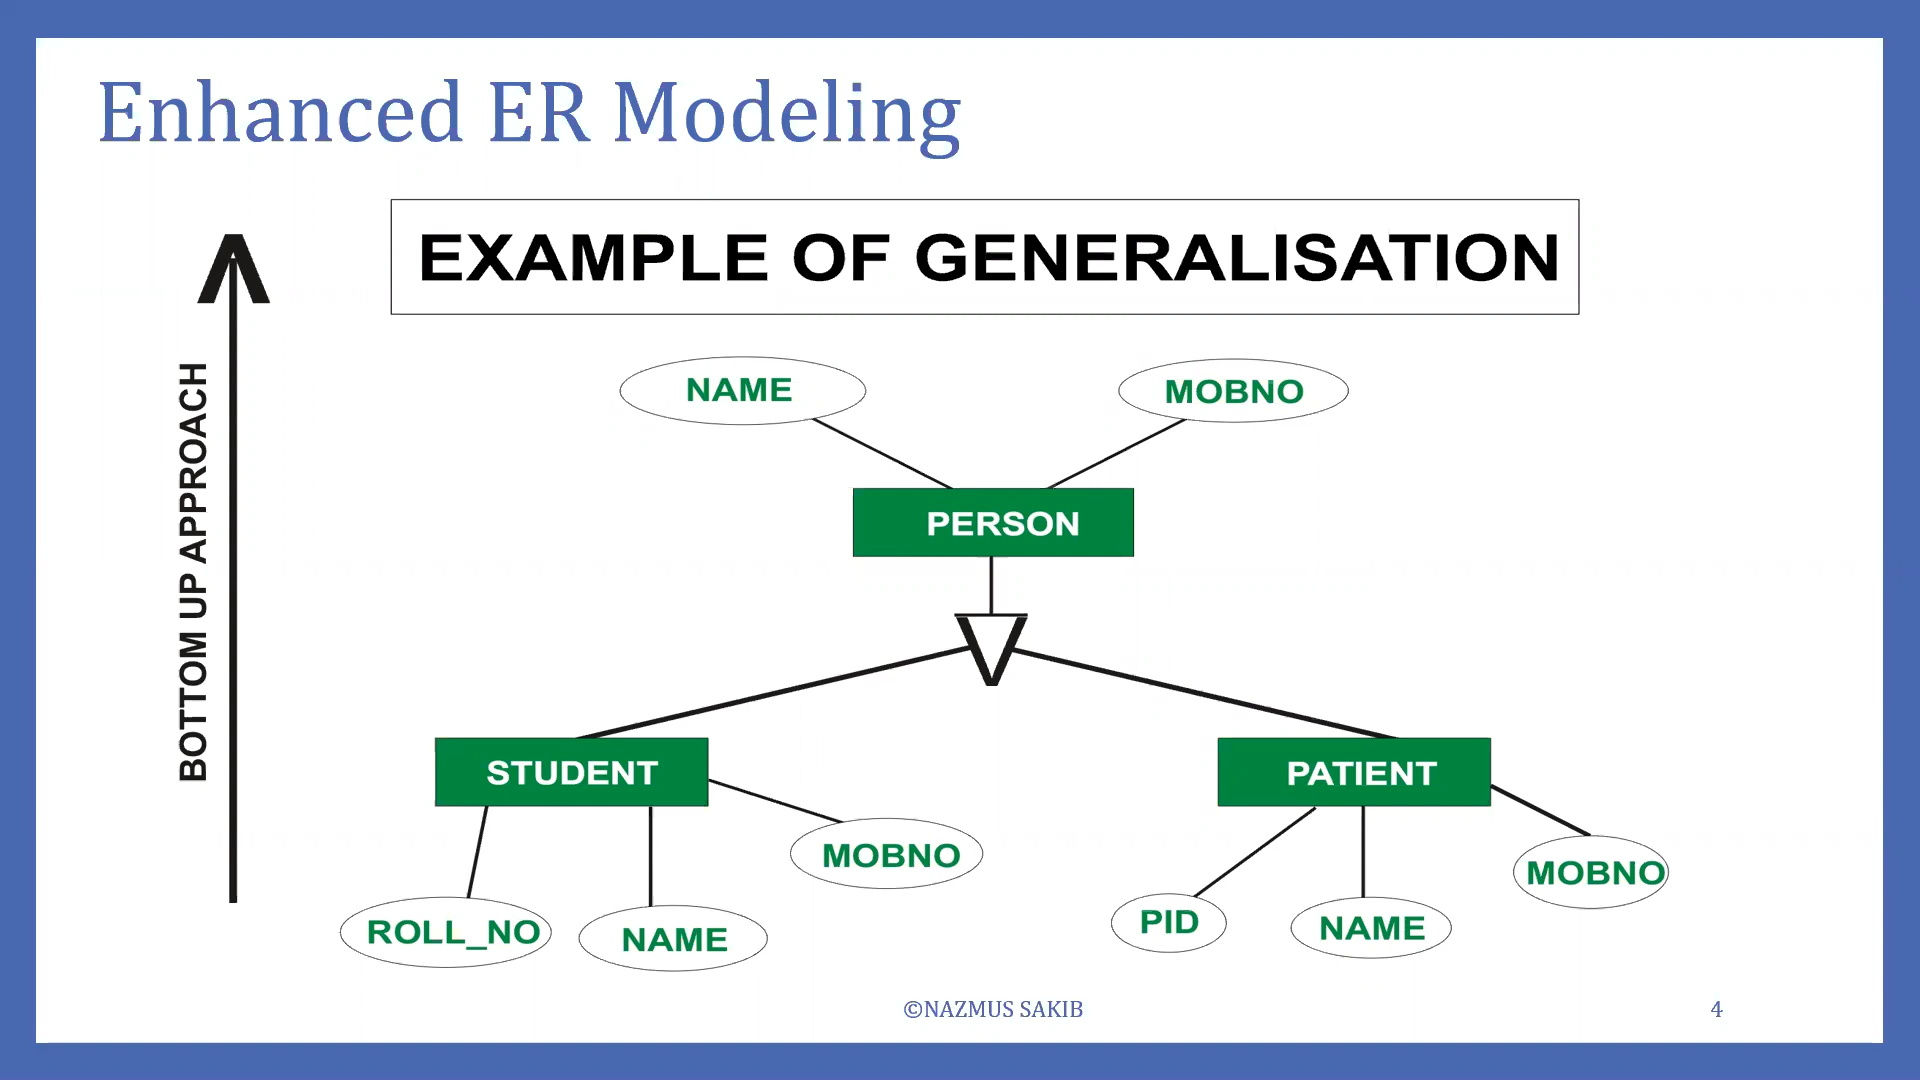 Enhanced ER Modeling
EXAMPLE OF GENERALISATION
BOTTOM UP APPROACH
NAME
MOBNO
PERSON
STUDENT
PATIENT
MOBNO
MOBNO
ROLL_NO
NAME
PID
NAME
©NAZMUS SAKIB
4